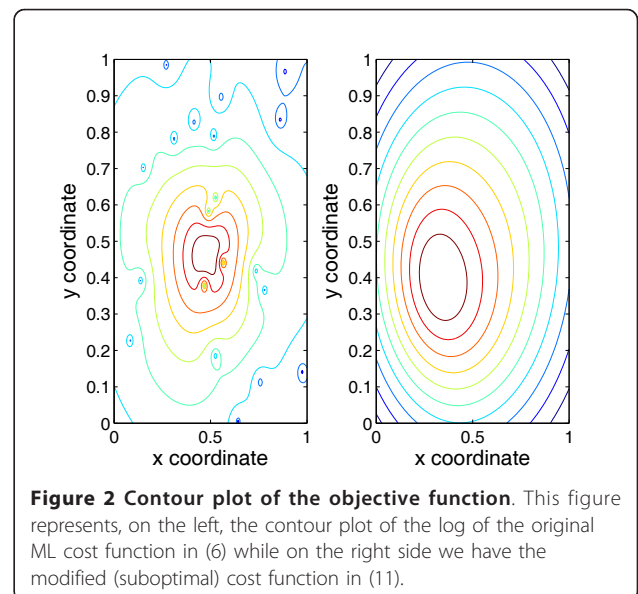 1
0.9
0.8
0.7
0.6
0.5
0.4
0.3
0.2
0.1
0
y coordinate
0 0.5 1
x coordinate
1
0.9
0.8
0.7
0.6
0.5
0.4
0.3
0.2
0.1
0
y coordinate
0 0.5 1
x coordinate
Figure 2 Contour plot of the objective function. This figure
represents, on the left, the contour plot of the log of the original
ML cost function in (6) while on the right side we have the
modified (suboptimal) cost function in (11).